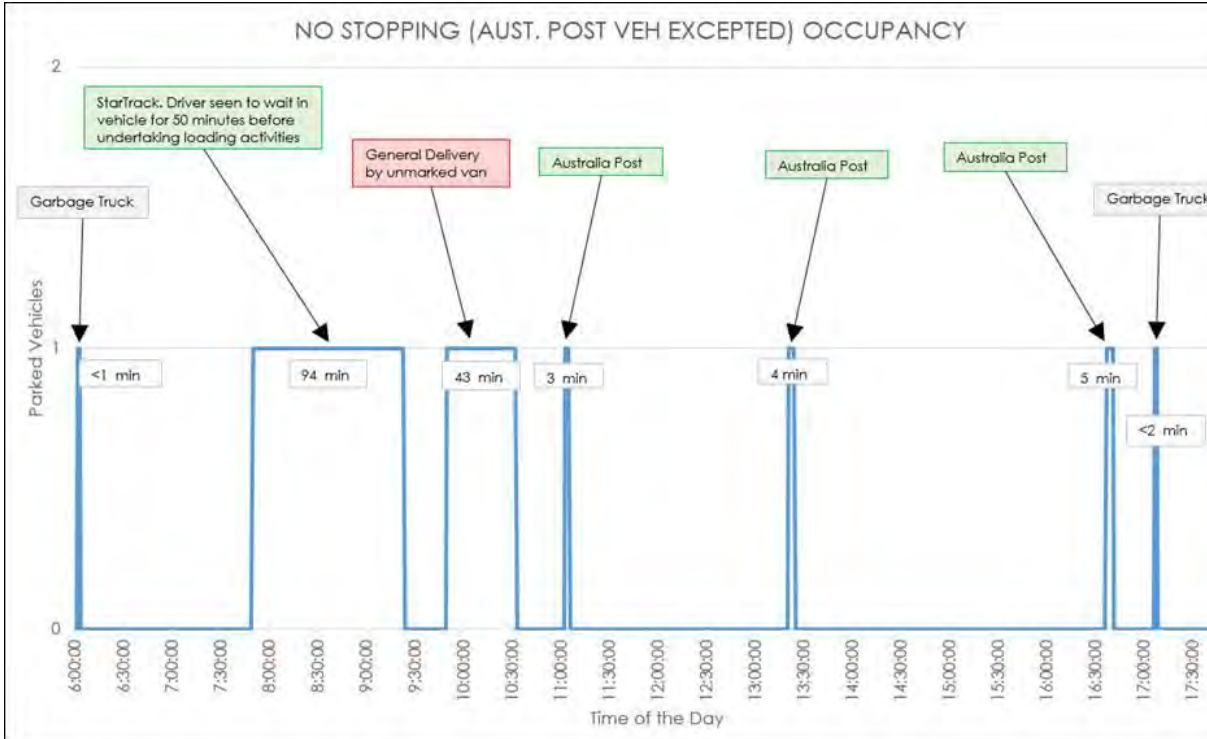 NO STOPPING (AUST. POST VEH EXCEPTED) OCCUPANCY
2
StarTrack. Driver seen to wait in
vehicle for 50 minutes before
undertaking loading activities
General Delivery
by unmarked van
Australia Post
Australia Post
Australia Post
Garbage Truck
Garbage Truck
Parked Vehicles
1
<1 min
94 min
43 min
3 min
4 min
5 min
<2 min
0
6:00:00
6:30:00
7:00:00
7:30:00
8:00:00
8:30:00
9:00:00
9:30:00
10:00:00
10:30:00
11:00:00
11:30:00
12:00:00
12:30:00
13:00:00
13:30:00
14:00:00
14:30:00
15:00:00
15:30:00
16:00:00
16:30:00
17:00:00
17:30:00
Time of the Day